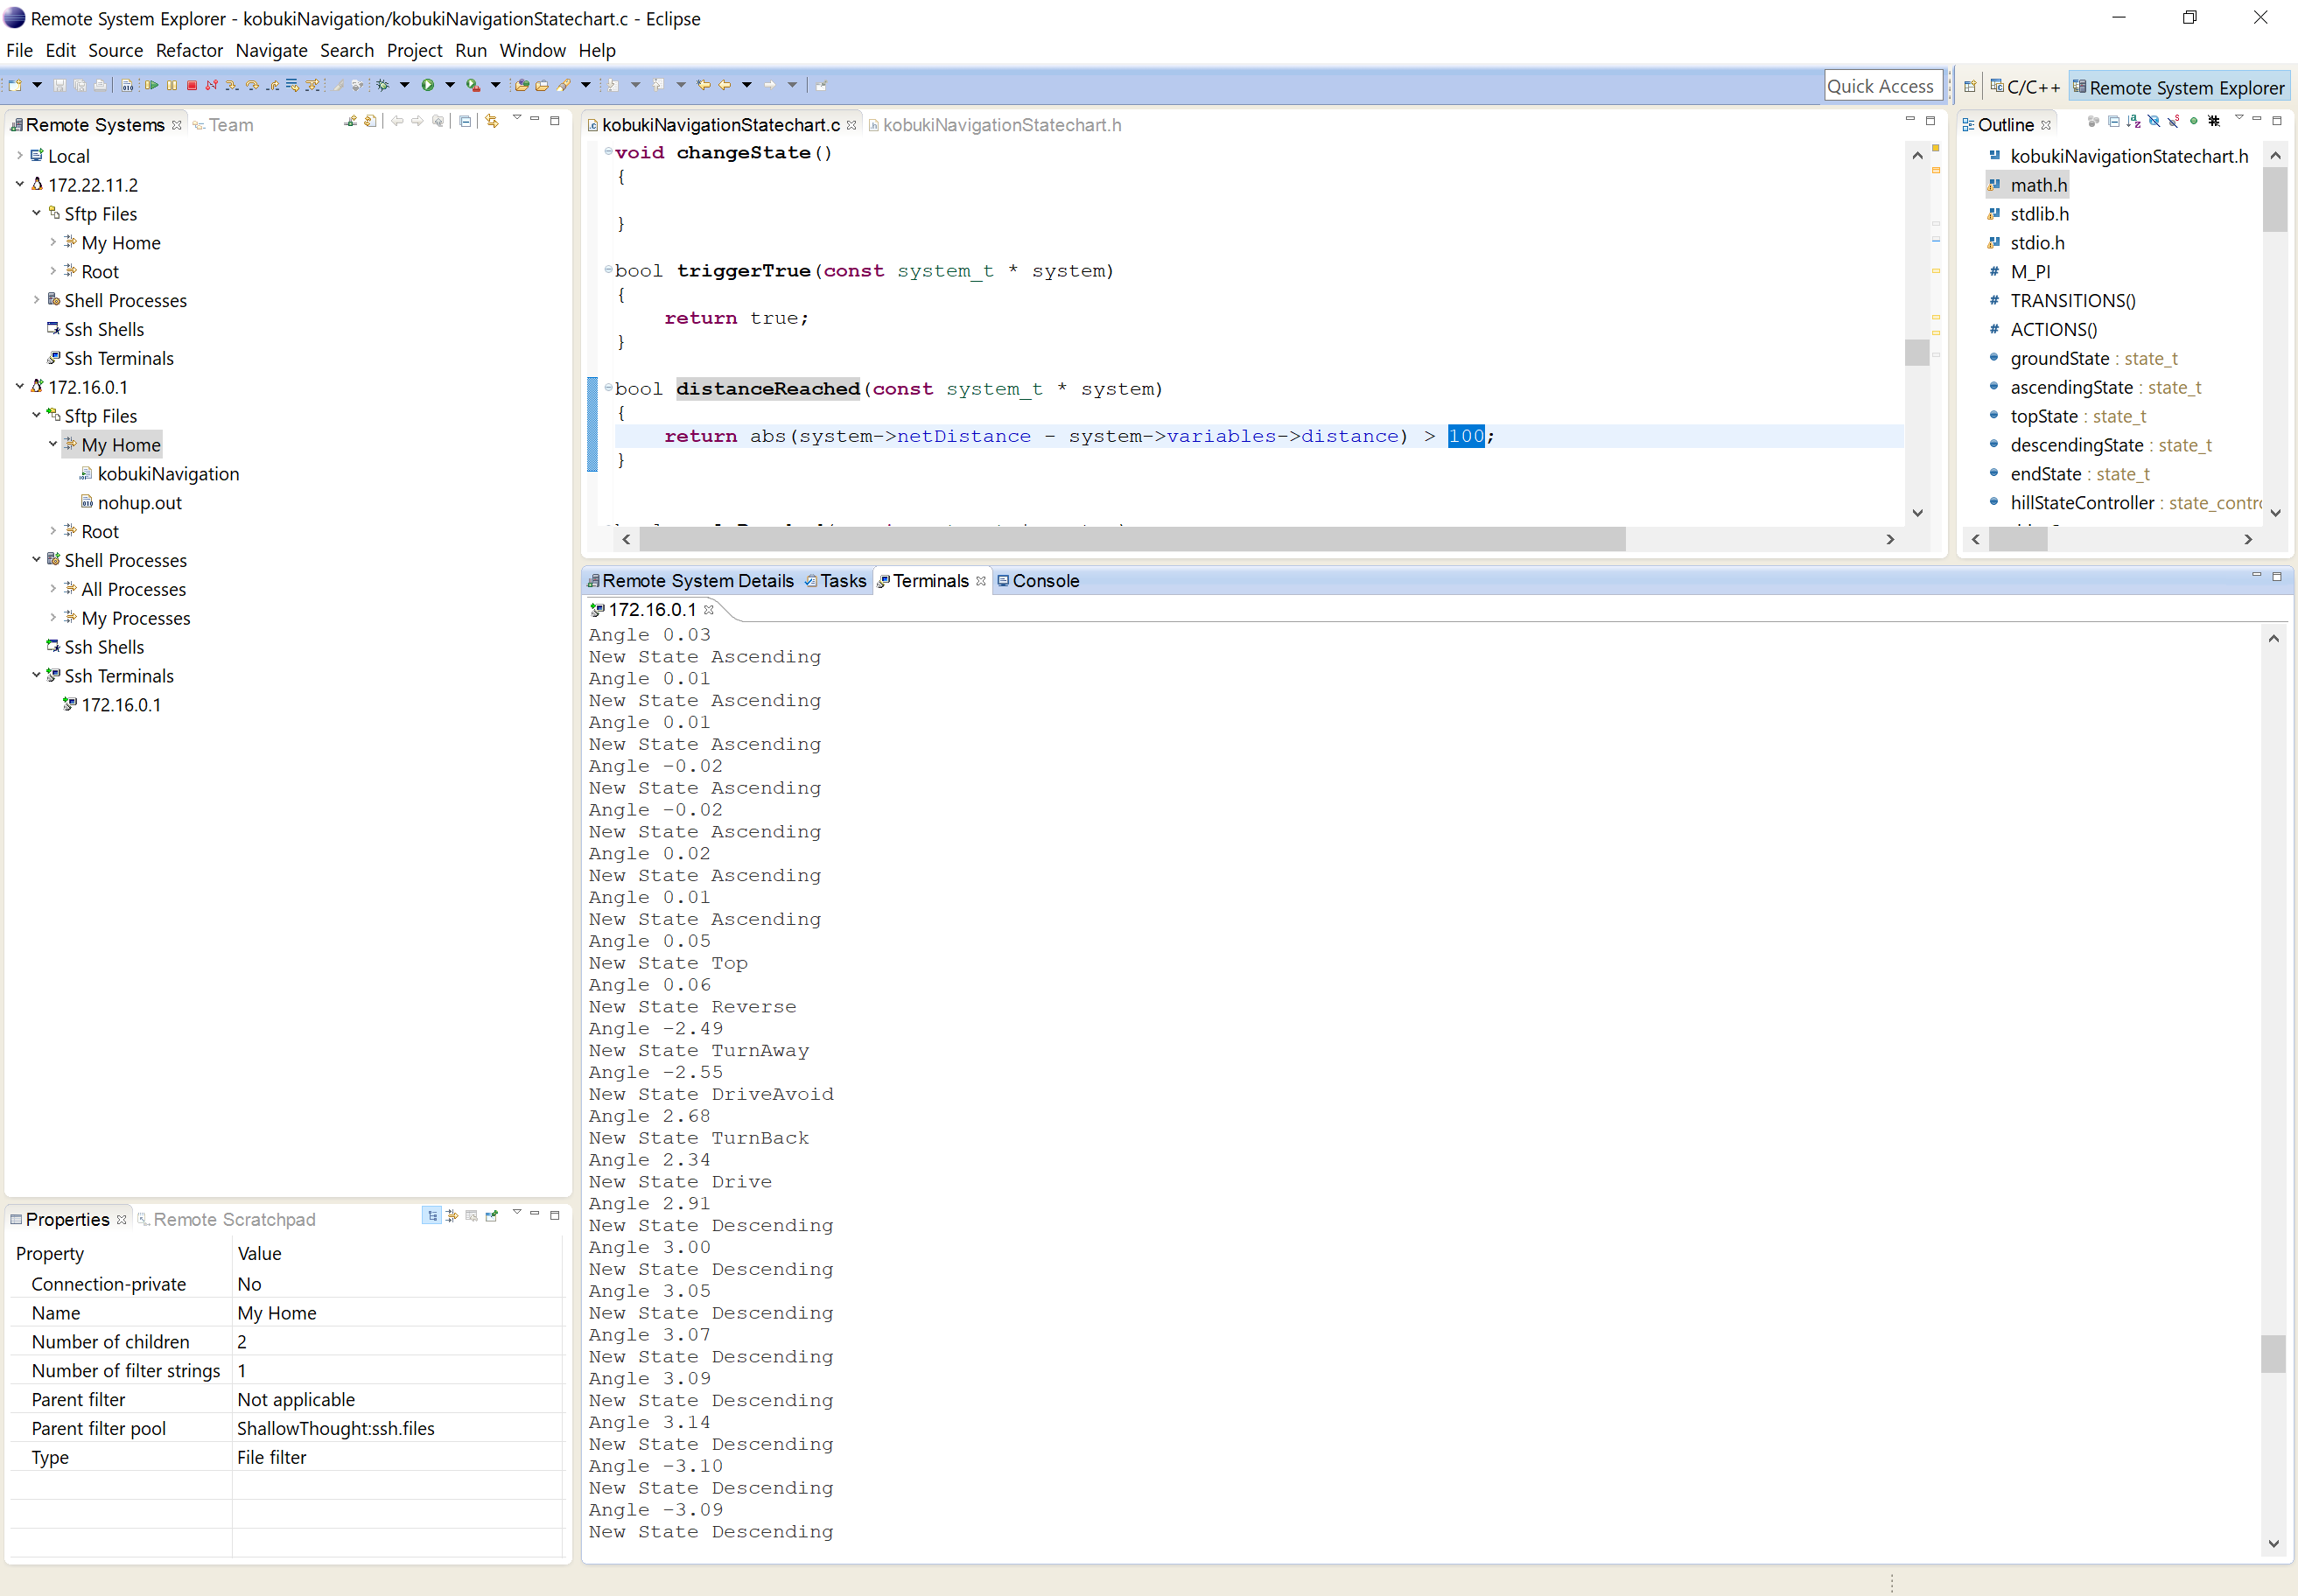 Remote System Explorer - kobukiNavigation/kobukiNavigationStatechart.c - Eclipse
File Edit Source Refactor Navigate Search Project Run Window Help
Quick Access
C/C++
Remote System Explorer
Remote Systems
Team
Local
172.22.11.2
Sftp Files
My Home
Root
Shell Processes
Ssh Shells
Ssh Terminals
172.16.0.1
Sftp Files
My Home
kobukiNavigation
nohup.out
Root
Shell Processes
All Processes
My Processes
Ssh Shells
Ssh Terminals
172.16.0.1
Properties
Remote Scratchpad
Property Value
Connection-private No
Name My Home
Number of children 2
Number of filter strings 1
Parent filter Not applicable
Parent filter pool ShallowThought:ssh.files
Type File filter
kobukiNavigationStatechart.c
kobukiNavigationStatechart.h
void changeState()
{
}
bool triggerTrue(const system_t * system)
{
return true;
}
bool distanceReached(const system_t * system)
{
return abs(system->netDistance - system->variables->distance) > 100;
}
Outline
kobukiNavigationStatechart.h
math.h
stdlib.h
stdio.h
# M_PI
# TRANSITIONS()
# ACTIONS()
groundState : state_t
ascendingState : state_t
topState : state_t
descendingState : state_t
endState : state_t
hillStateController : state_contr
Remote System Details
Tasks
Terminals
Console
172.16.0.1
Angle 0.03
New State Ascending
Angle 0.01
New State Ascending
Angle 0.01
New State Ascending
Angle -0.02
New State Ascending
Angle -0.02
New State Ascending
Angle 0.02
New State Ascending
Angle 0.01
New State Ascending
Angle 0.05
New State Top
Angle 0.06
New State Reverse
Angle -2.49
New State TurnAway
Angle -2.55
New State DriveAvoid
Angle 2.68
New State TurnBack
Angle 2.34
New State Drive
Angle 2.91
New State Descending
Angle 3.00
New State Descending
Angle 3.05
New State Descending
Angle 3.07
New State Descending
Angle 3.09
New State Descending
Angle 3.14
New State Descending
Angle -3.10
New State Descending
Angle -3.09
New State Descending